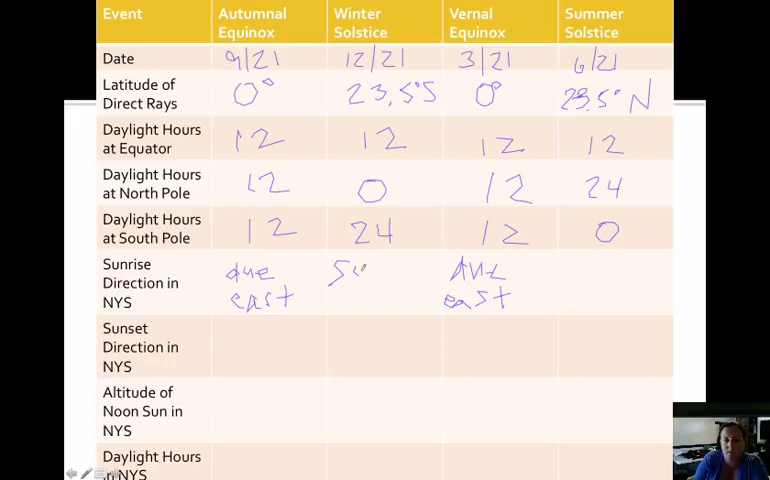 Event Autumnal Equinox Winter Solstice Vernal Equinox Summer Solstice
Date 9/21 12/21 3/21 6/21
Latitude of Direct Rays 0° 23.5°S 0° 23.5° N
Daylight Hours at Equator 12 12 12 12
Daylight Hours at North Pole 12 0 12 24
Daylight Hours at South Pole 12 24 12 0
Sunrise Direction in NYS due east due east
Sunset Direction in NYS
Altitude of Noon Sun in NYS
Daylight Hours in NYS